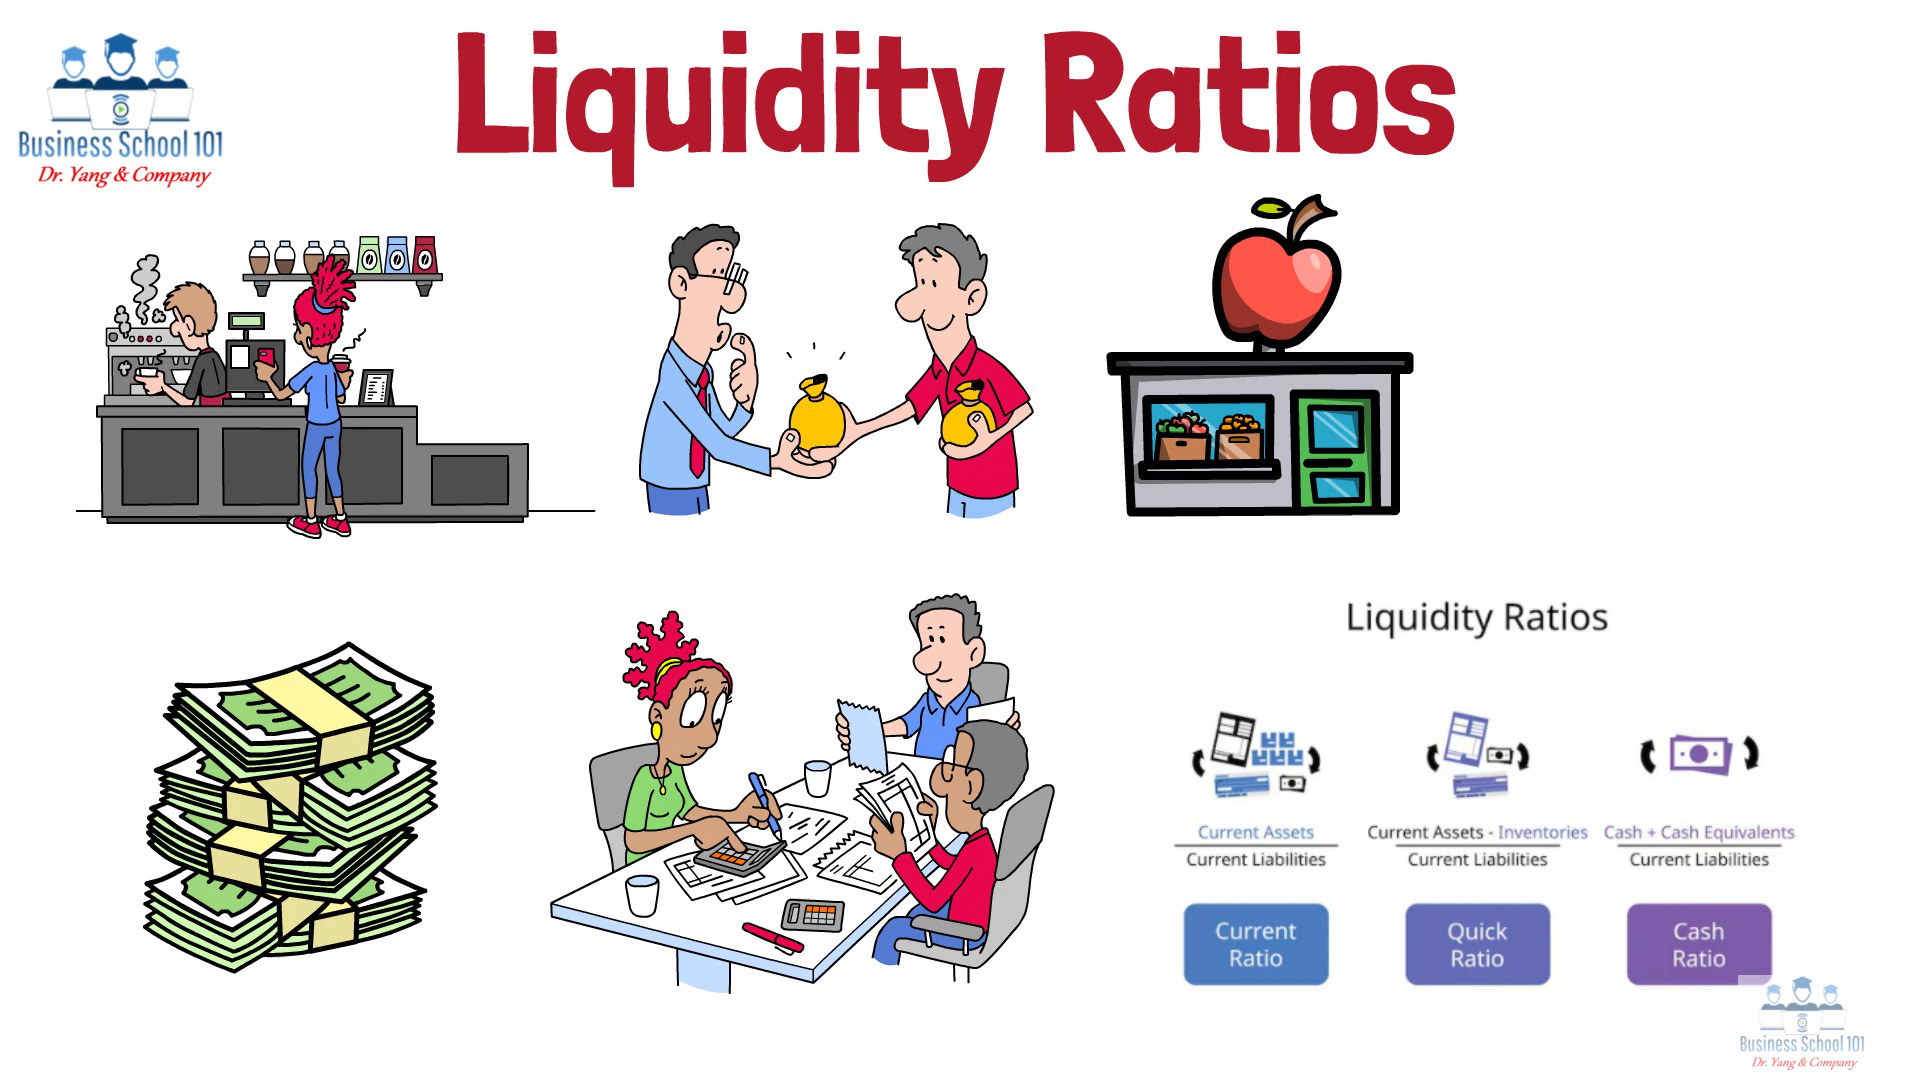 Liquidity Ratios
Business School 101
Dr. Yang & Company
Liquidity Ratios
Current Assets
Current Liabilities
Current Assets - Inventories
Current Liabilities
Cash + Cash Equivalents
Current Liabilities
Current
Ratio
Quick
Ratio
Cash
Ratio
Business School 101
Dr. Yang & Company